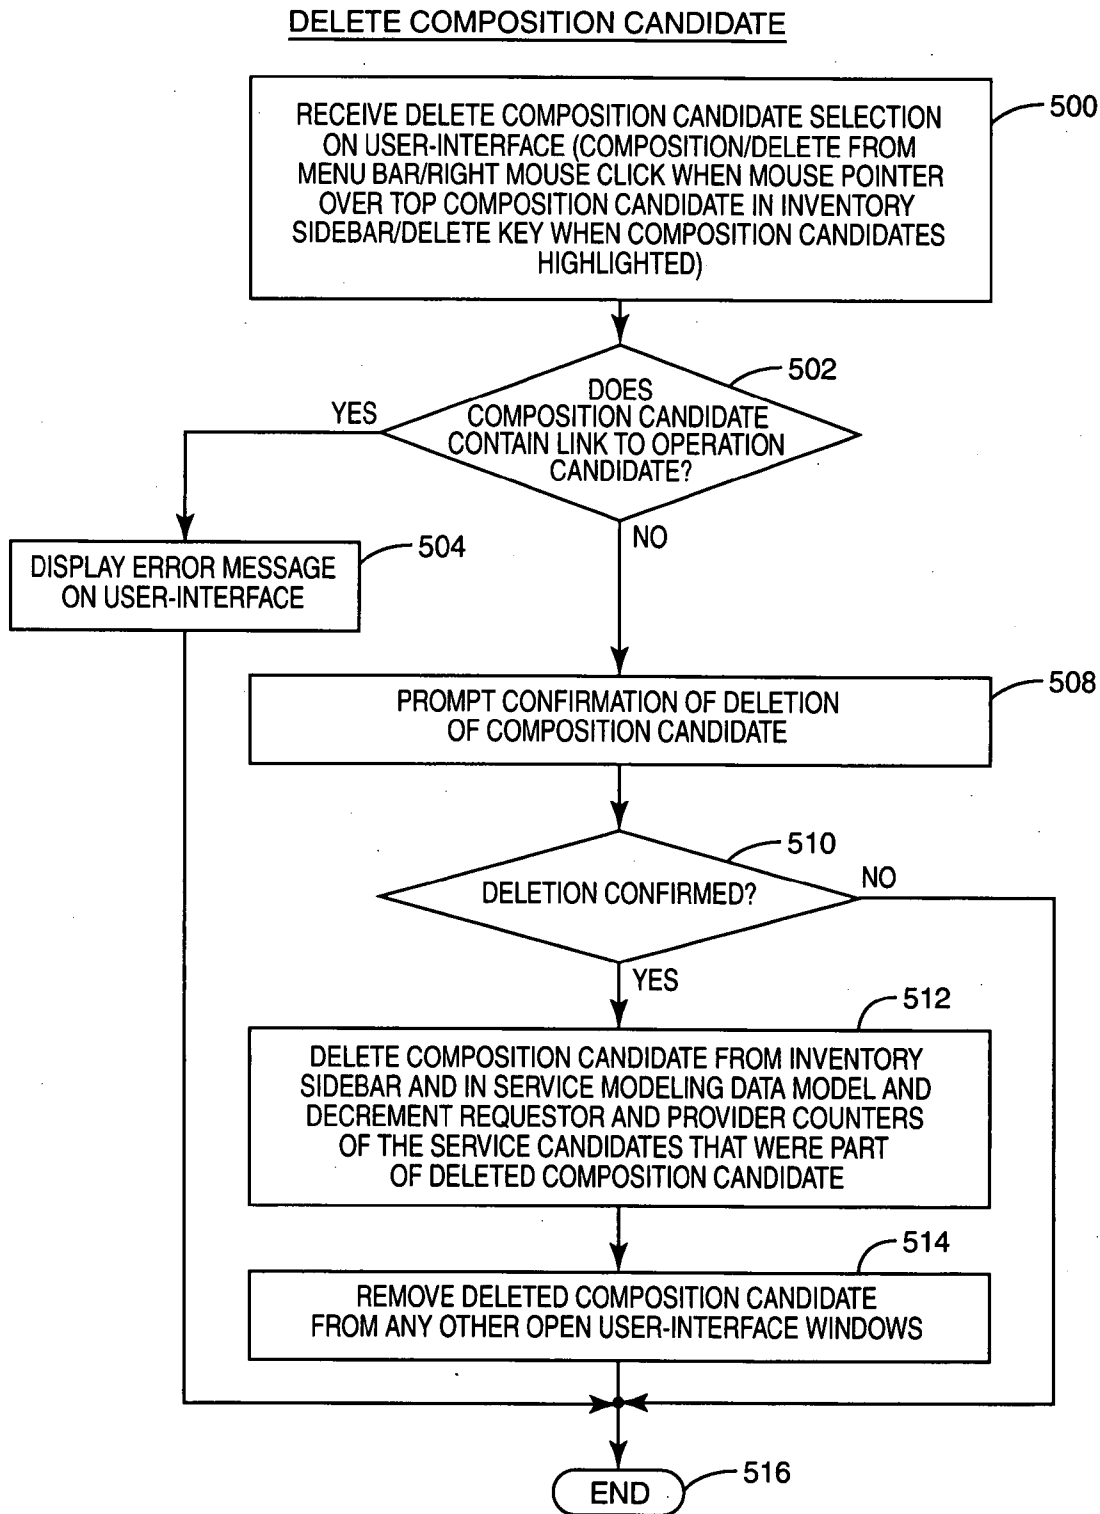 DELETE COMPOSITION CANDIDATE
RECEIVE DELETE COMPOSITION CANDIDATE SELECTION
ON USER-INTERFACE (COMPOSITION/DELETE FROM
MENU BAR/RIGHT MOUSE CLICK WHEN MOUSE POINTER
OVER TOP COMPOSITION CANDIDATE IN INVENTORY
SIDEBAR/DELETE KEY WHEN COMPOSITION CANDIDATES
HIGHLIGHTED)
500
DOES
COMPOSITION CANDIDATE
CONTAIN LINK TO OPERATION
CANDIDATE?
502
YES
NO
DISPLAY ERROR MESSAGE
ON USER-INTERFACE
504
PROMPT CONFIRMATION OF DELETION
OF COMPOSITION CANDIDATE
508
DELETION CONFIRMED?
510
NO
YES
DELETE COMPOSITION CANDIDATE FROM INVENTORY
SIDEBAR AND IN SERVICE MODELING DATA MODEL AND
DECREMENT REQUESTOR AND PROVIDER COUNTERS
OF THE SERVICE CANDIDATES THAT WERE PART
OF DELETED COMPOSITION CANDIDATE
512
REMOVE DELETED COMPOSITION CANDIDATE
FROM ANY OTHER OPEN USER-INTERFACE WINDOWS
514
END
516